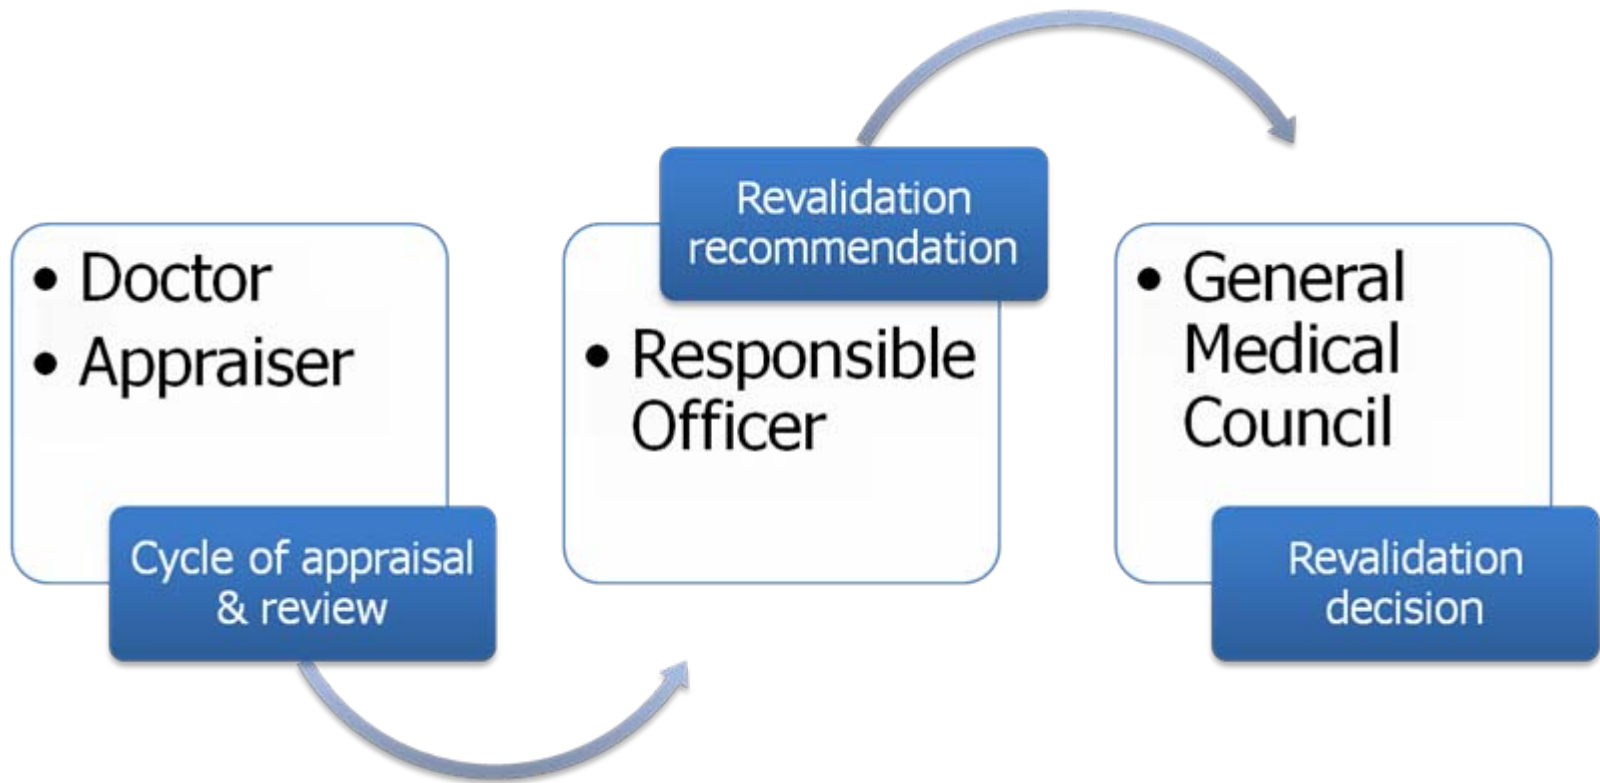 • Doctor
• Appraiser
Cycle of appraisal
& review
Revalidation
recommendation
• Responsible
Officer
• General
Medical
Council
Revalidation
decision